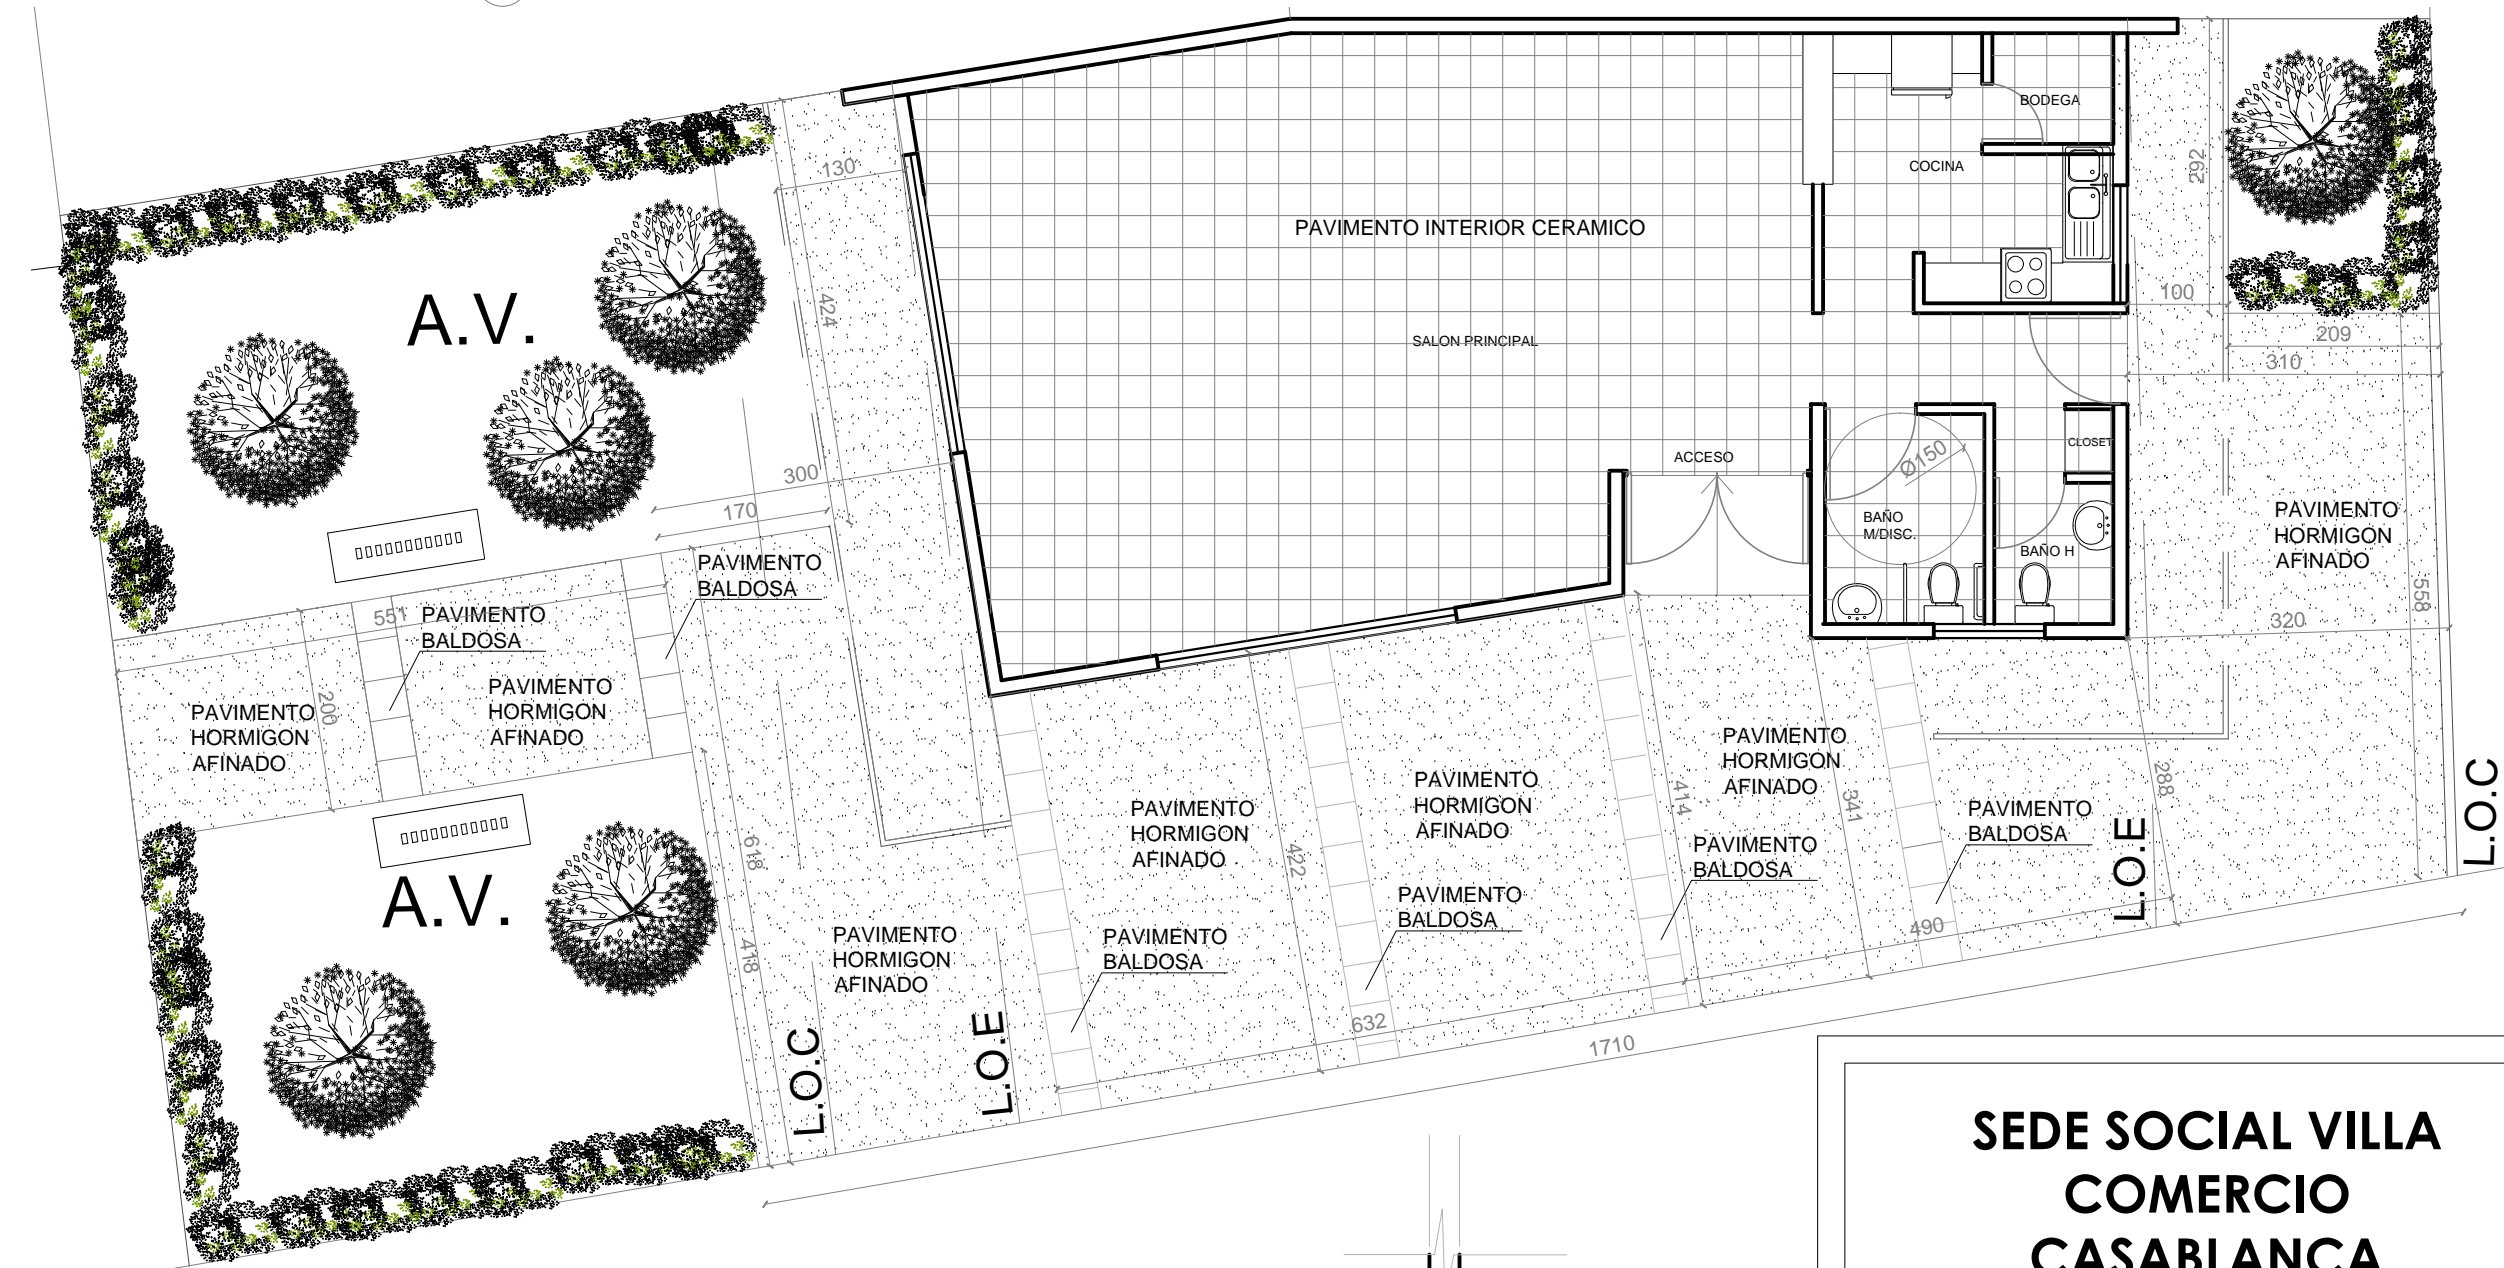 BODEGA
130
COCINA
292
PAVIMENTO INTERIOR CERAMICO
A.V.
424
100
209
SALON PRINCIPAL
310
CLOSET
ACCESO
Ø150
300
170
BAÑO
M/DISC.
BAÑO H
PAVIMENTO
HORMIGON
AFINADO
PAVIMENTO
BALDOSA
551
PAVIMENTO
BALDOSA
558
320
200
PAVIMENTO
HORMIGON
AFINADO
PAVIMENTO
HORMIGON
AFINADO
PAVIMENTO
HORMIGON
AFINADO
PAVIMENTO
HORMIGON
AFINADO
PAVIMENTO
HORMIGON
AFINADO
414
341
288
L.O.C
PAVIMENTO
BALDOSA
L.O.E
618
422
PAVIMENTO
BALDOSA
A.V.
PAVIMENTO
BALDOSA
490
418
PAVIMENTO
HORMIGON
AFINADO
PAVIMENTO
BALDOSA
632
1710
L.O.C
L.O.E
SEDE SOCIAL VILLA
COMERCIO
CASABLANCA